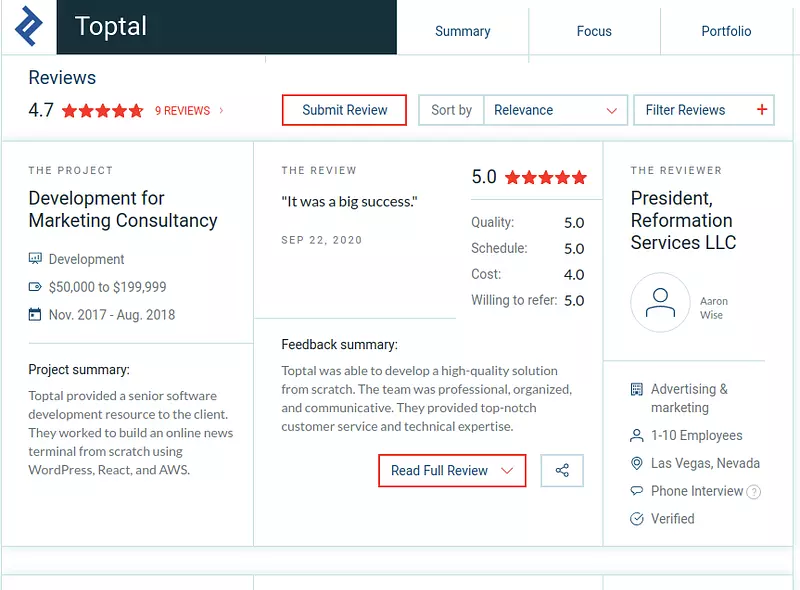 Toptal
Summary
Focus
Portfolio
Reviews
4.7
9 REVIEWS
Submit Review
Sort by
Relevance
Filter Reviews
THE PROJECT
Development for
Marketing Consultancy
Development
$50,000 to $199,999
Nov. 2017 - Aug. 2018
Project summary:
Toptal provided a senior software
development resource to the client.
They worked to build an online news
terminal from scratch using
WordPress, React, and AWS.
THE REVIEW
"It was a big success."
SEP 22, 2020
5.0
Quality: 5.0
Schedule: 5.0
Cost: 4.0
Willing to refer: 5.0
Feedback summary:
Toptal was able to develop a high-quality solution
from scratch. The team was professional, organized,
and communicative. They provided top-notch
customer service and technical expertise.
Read Full Review
THE REVIEWER
President,
Reformation
Services LLC
Aaron
Wise
Advertising &
marketing
1-10 Employees
Las Vegas, Nevada
Phone Interview ?
Verified